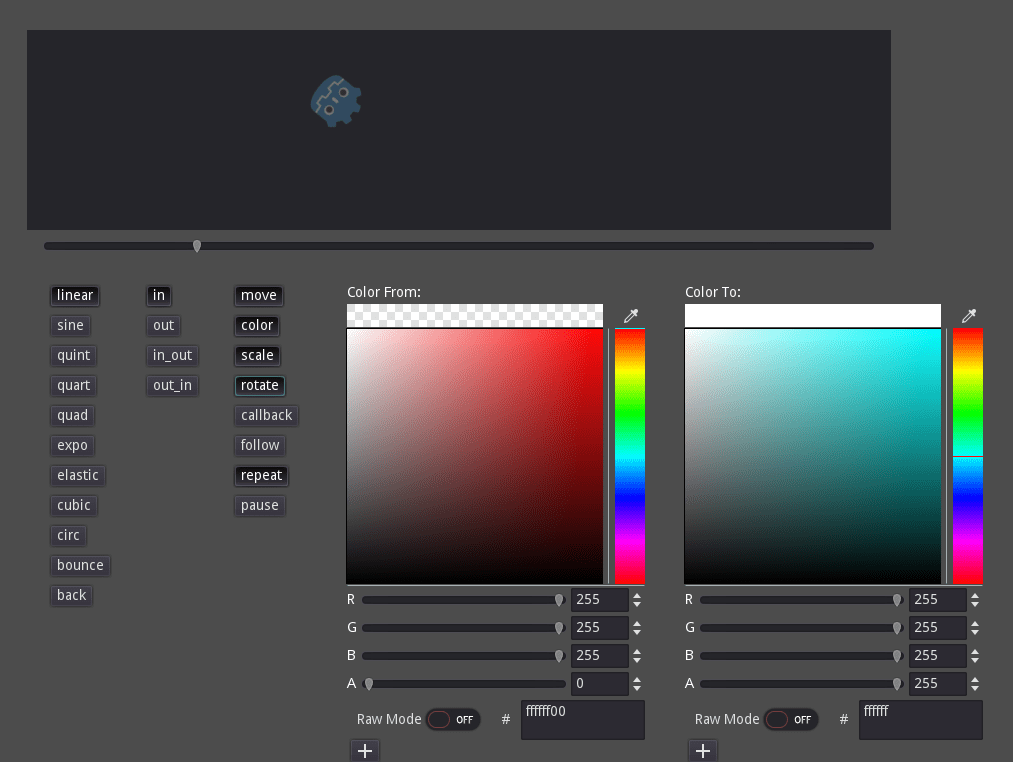 linear
sine
quint
quart
quad
expo
elastic
cubic
circ
bounce
back
in
out
in_out
out_in
move
color
scale
rotate
callback
follow
repeat
pause
Color From:
R 255
G 255
B 255
A 0
Raw Mode OFF # ffffff00
+
Color To:
R 255
G 255
B 255
A 255
Raw Mode OFF # ffffff
+